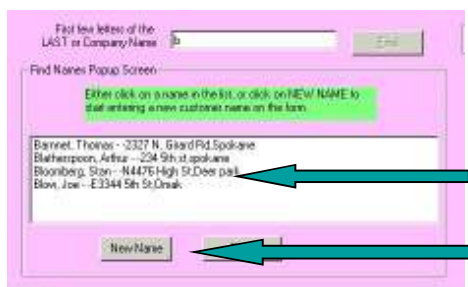 First few letters of the
LAST or Company Name b
Find Names Popup Screen
Either click on a name in the list, or click on NEW NAME to
start entering a new customer name on the form.
Barnnet, Thomas - -2327 N. Girard Rd,Spokane
Blatherspoon, Arthur - -234 5th st,spokane
Bloomberg, Stan - -N4476 High St,Deer park
Blow, Joe - -E3344 5th St,Omak
New Name